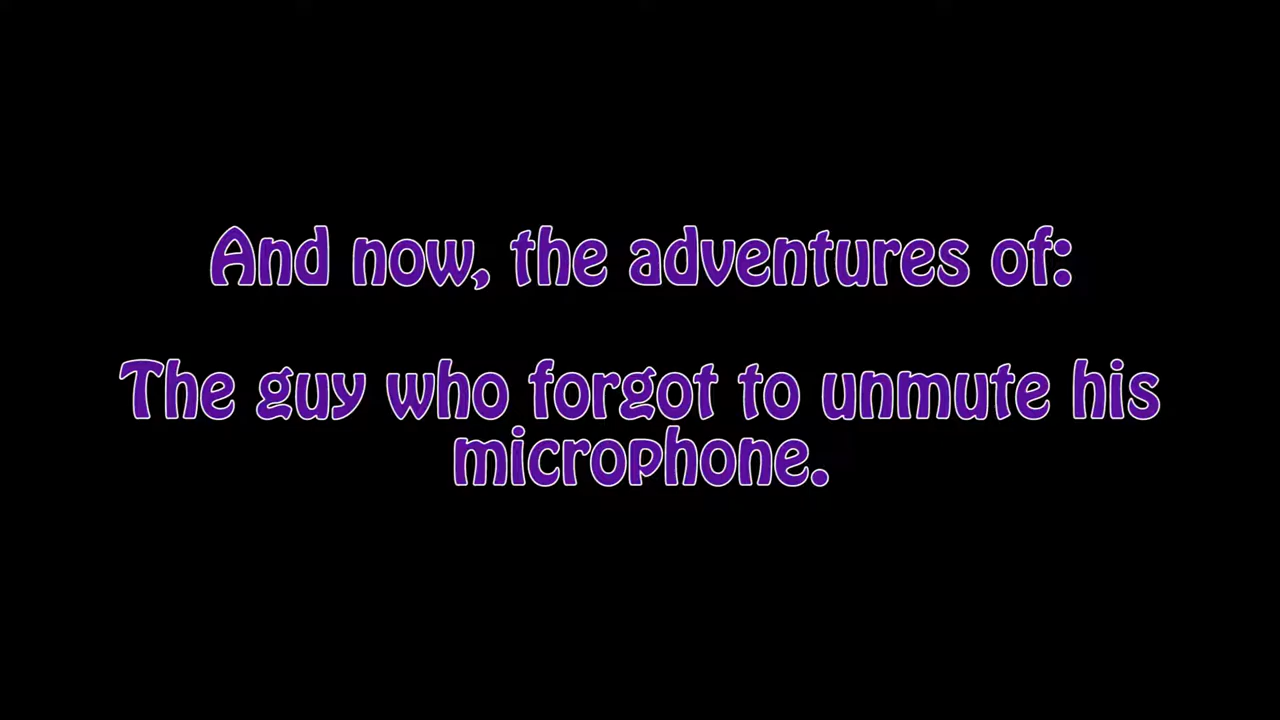 And now, the adventures of:
The guy who forgot to unmute his
microphone.